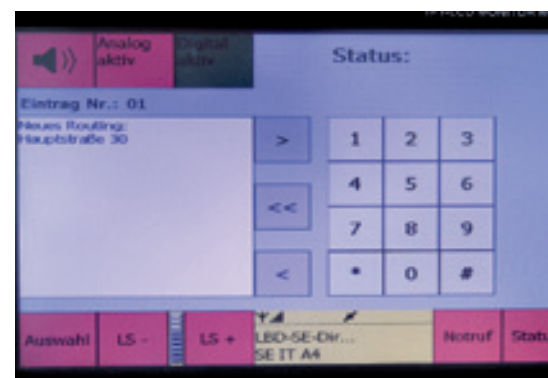 Analog
aktiv
Digital
aktiv
Status:
Eintrag Nr.: 01
Neues Routing:
Hauptstraße 30
>
<<
<
1 2 3
4 5 6
7 8 9
* 0 #
Auswahl
LS -
LS +
LBD-SE-Dir...
SE IT A4
Notruf
Statu